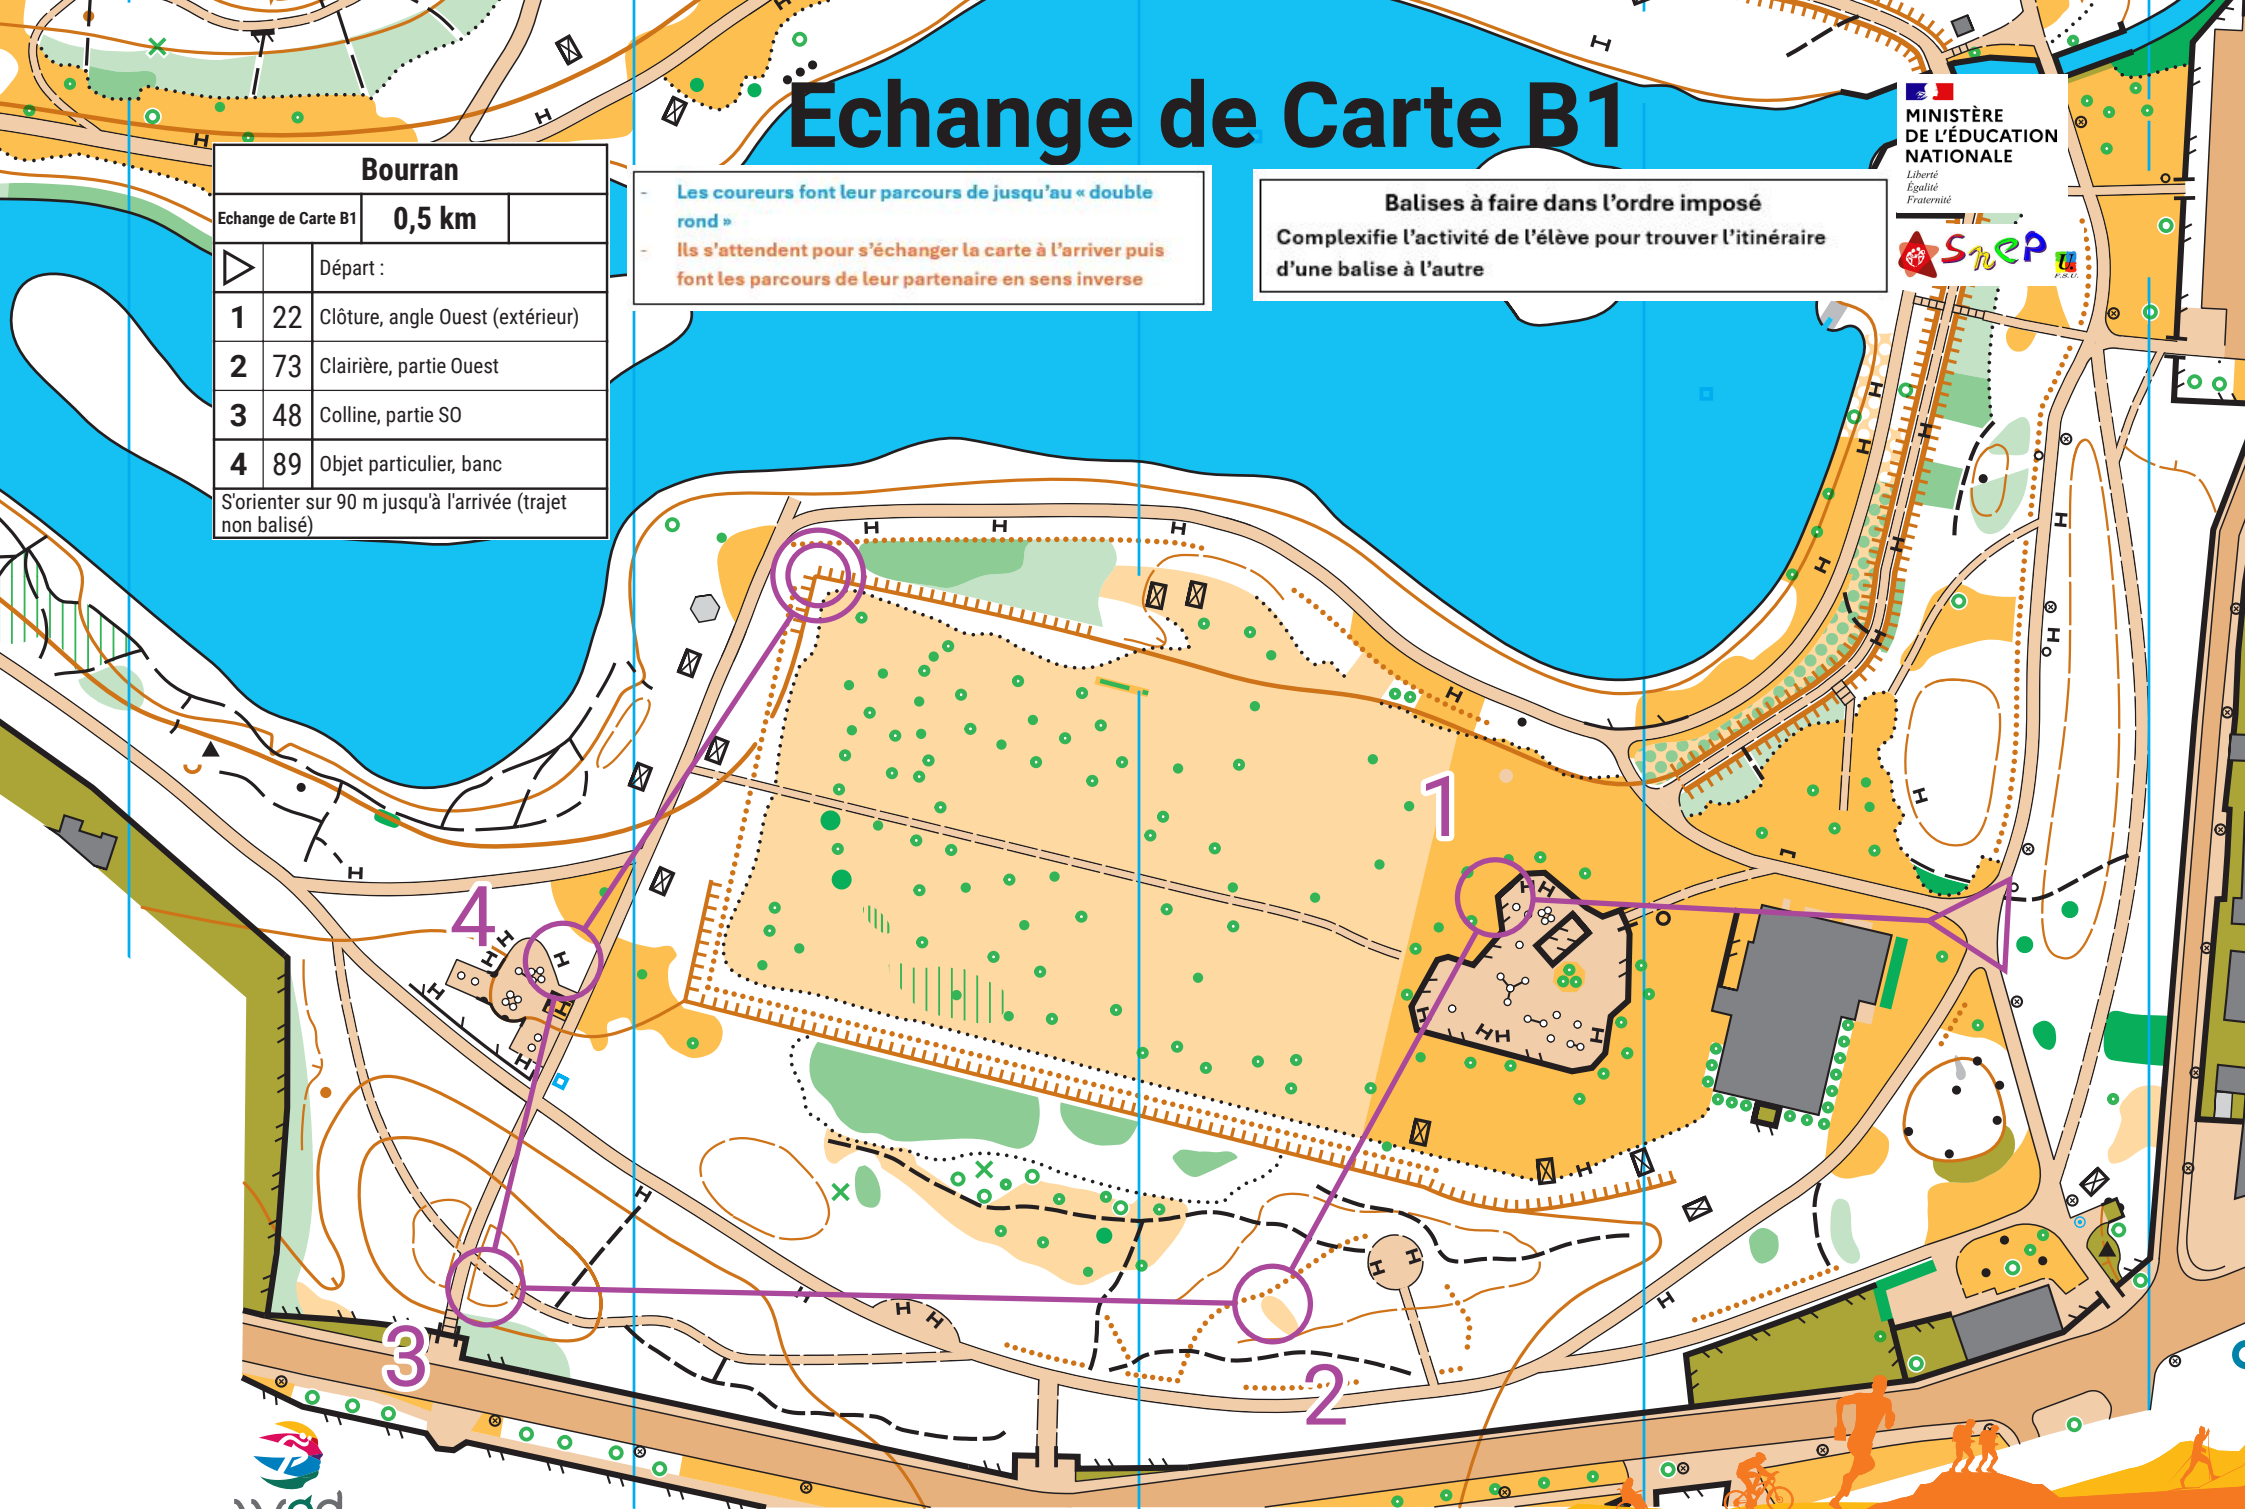 Echange de Carte B1
MINISTÈRE
DE L'ÉDUCATION
NATIONALE
Liberté
Égalité
Fraternité
Bourran
Echange de Carte B1 0,5 km
Départ :
1 22 Clôture, angle Ouest (extérieur)
2 73 Clairière, partie Ouest
3 48 Colline, partie SO
4 89 Objet particulier, banc
S'orienter sur 90 m jusqu'à l'arrivée (trajet
non balisé)
- Les coureurs font leur parcours de jusqu'au « double
rond »
- Ils s'attendent pour s'échanger la carte à l'arriver puis
font les parcours de leur partenaire en sens inverse
Balises à faire dans l'ordre imposé
Complexifie l'activité de l'élève pour trouver l'itinéraire
d'une balise à l'autre
SNEP
F.S.U.
1
4
3
2